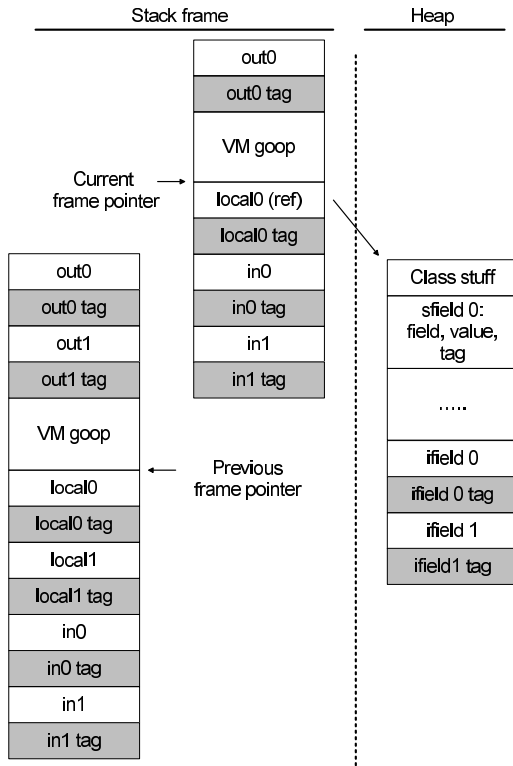 Stack frame
Heap
out0
out0 tag
VM goop
Current
frame pointer
local0 (ref)
local0 tag
in0
in0 tag
in1
in1 tag
out0
out0 tag
out1
out1 tag
VM goop
Previous
frame pointer
local0
local0 tag
local1
local1 tag
in0
in0 tag
in1
in1 tag
Class stuff
sfield 0:
field, value,
tag
.....
ifield 0
ifield 0 tag
ifield 1
ifield1 tag